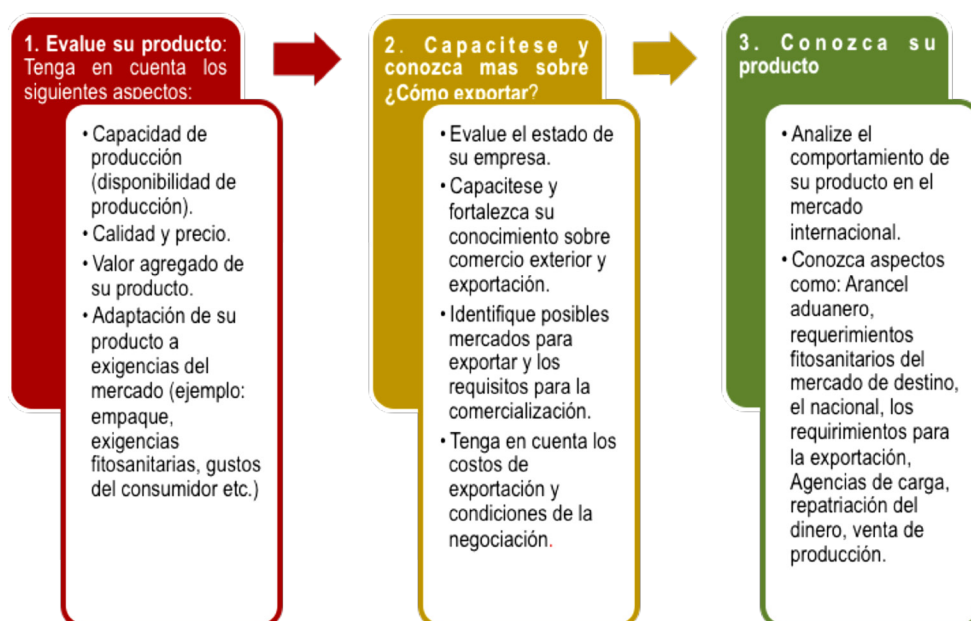 1. Evalue su producto:
Tenga en cuenta los
siguientes aspectos:
• Capacidad de
producción
(disponibilidad de
producción).
• Calidad y precio.
• Valor agregado de
su producto.
• Adaptación de su
producto a
exigencias del
mercado (ejemplo:
empaque,
exigencias
fitosanitarias, gustos
del consumidor etc.)
2. Capacitese y
conozca mas sobre
¿Cómo exportar?
• Evalue el estado de
su empresa.
• Capacitese y
fortalezca su
conocimiento sobre
comercio exterior y
exportación.
• Identifique posibles
mercados para
exportar y los
requisitos para la
comercialización.
• Tenga en cuenta los
costos de
exportación y
condiciones de la
negociación.
3. Conozca su
producto
• Analize el
comportamiento de
su producto en el
mercado
internacional.
• Conozca aspectos
como: Arancel
aduanero,
requerimientos
fitosanitarios del
mercado de destino,
el nacional, los
requirimientos para
la exportación,
Agencias de carga,
repatriación del
dinero, venta de
producción.